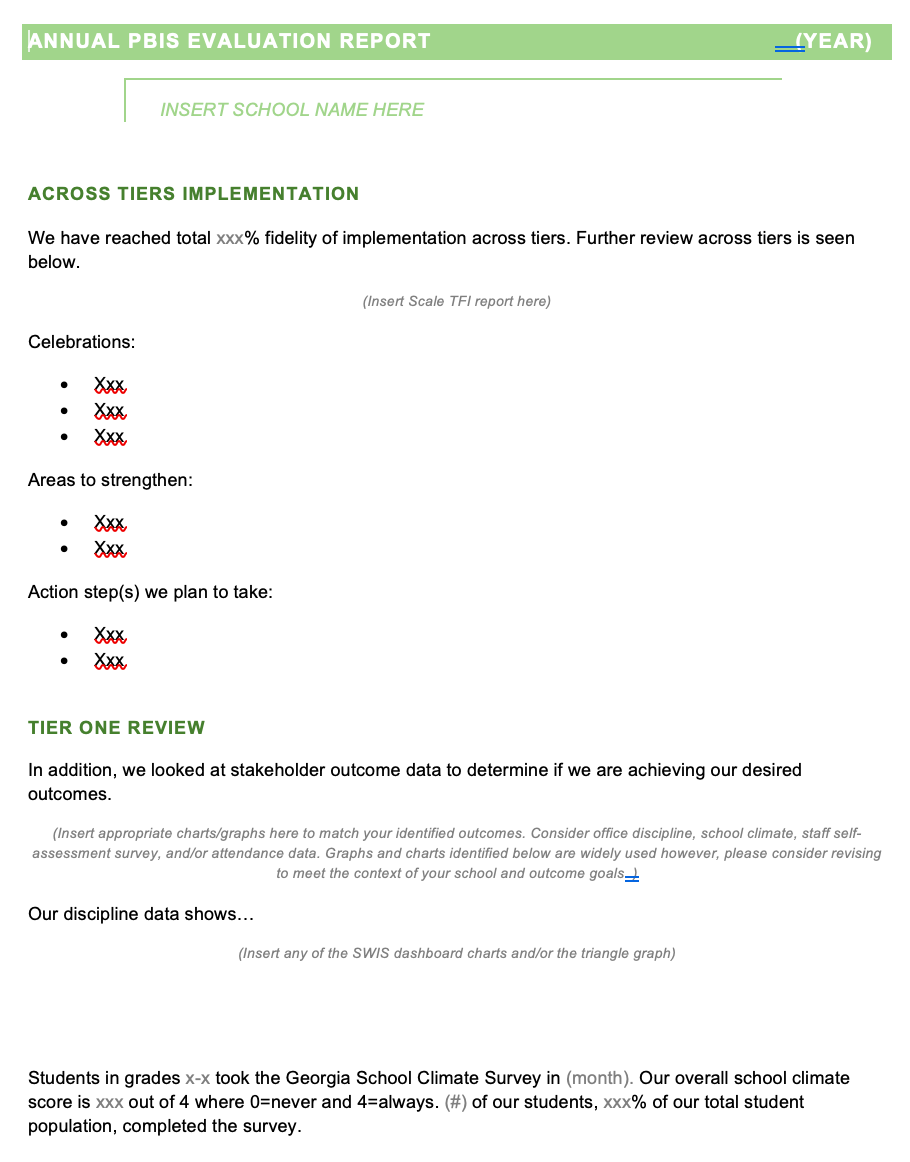 ANNUAL PBIS EVALUATION REPORT (YEAR)
INSERT SCHOOL NAME HERE
ACROSS TIERS IMPLEMENTATION
We have reached total xxx% fidelity of implementation across tiers. Further review across tiers is seen
below.
(Insert Scale TFI report here)
Celebrations:
• Xxx
• Xxx
• Xxx
Areas to strengthen:
• Xxx
• Xxx
Action step(s) we plan to take:
• Xxx
• Xxx
TIER ONE REVIEW
In addition, we looked at stakeholder outcome data to determine if we are achieving our desired
outcomes.
(Insert appropriate charts/graphs here to match your identified outcomes. Consider office discipline, school climate, staff self-
assessment survey, and/or attendance data. Graphs and charts identified below are widely used however, please consider revising
to meet the context of your school and outcome goals. )
Our discipline data shows…
(Insert any of the SWIS dashboard charts and/or the triangle graph)
Students in grades x-x took the Georgia School Climate Survey in (month). Our overall school climate
score is xxx out of 4 where 0=never and 4=always. (#) of our students, xxx% of our total student
population, completed the survey.